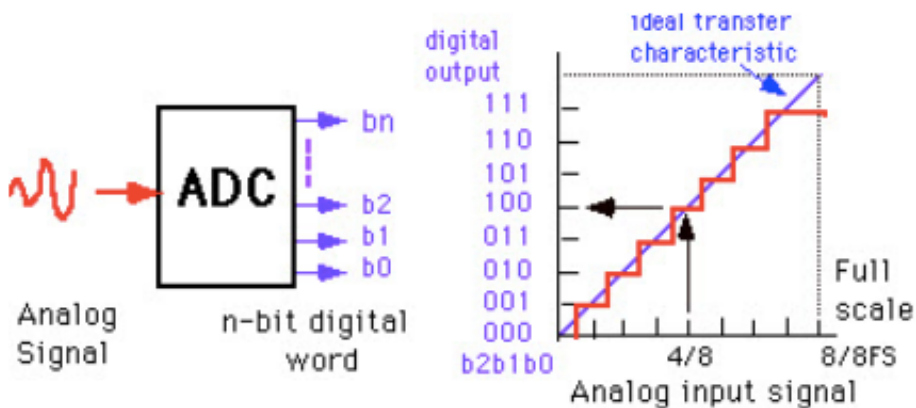 ADC
bn
b2
b1
b0
Analog
Signal
n-bit digital
word
digital
output
ideal transfer
characteristic
111
110
101
100
011
010
001
000
b2b1b0
4/8
8/8FS
Full
scale
Analog input signal